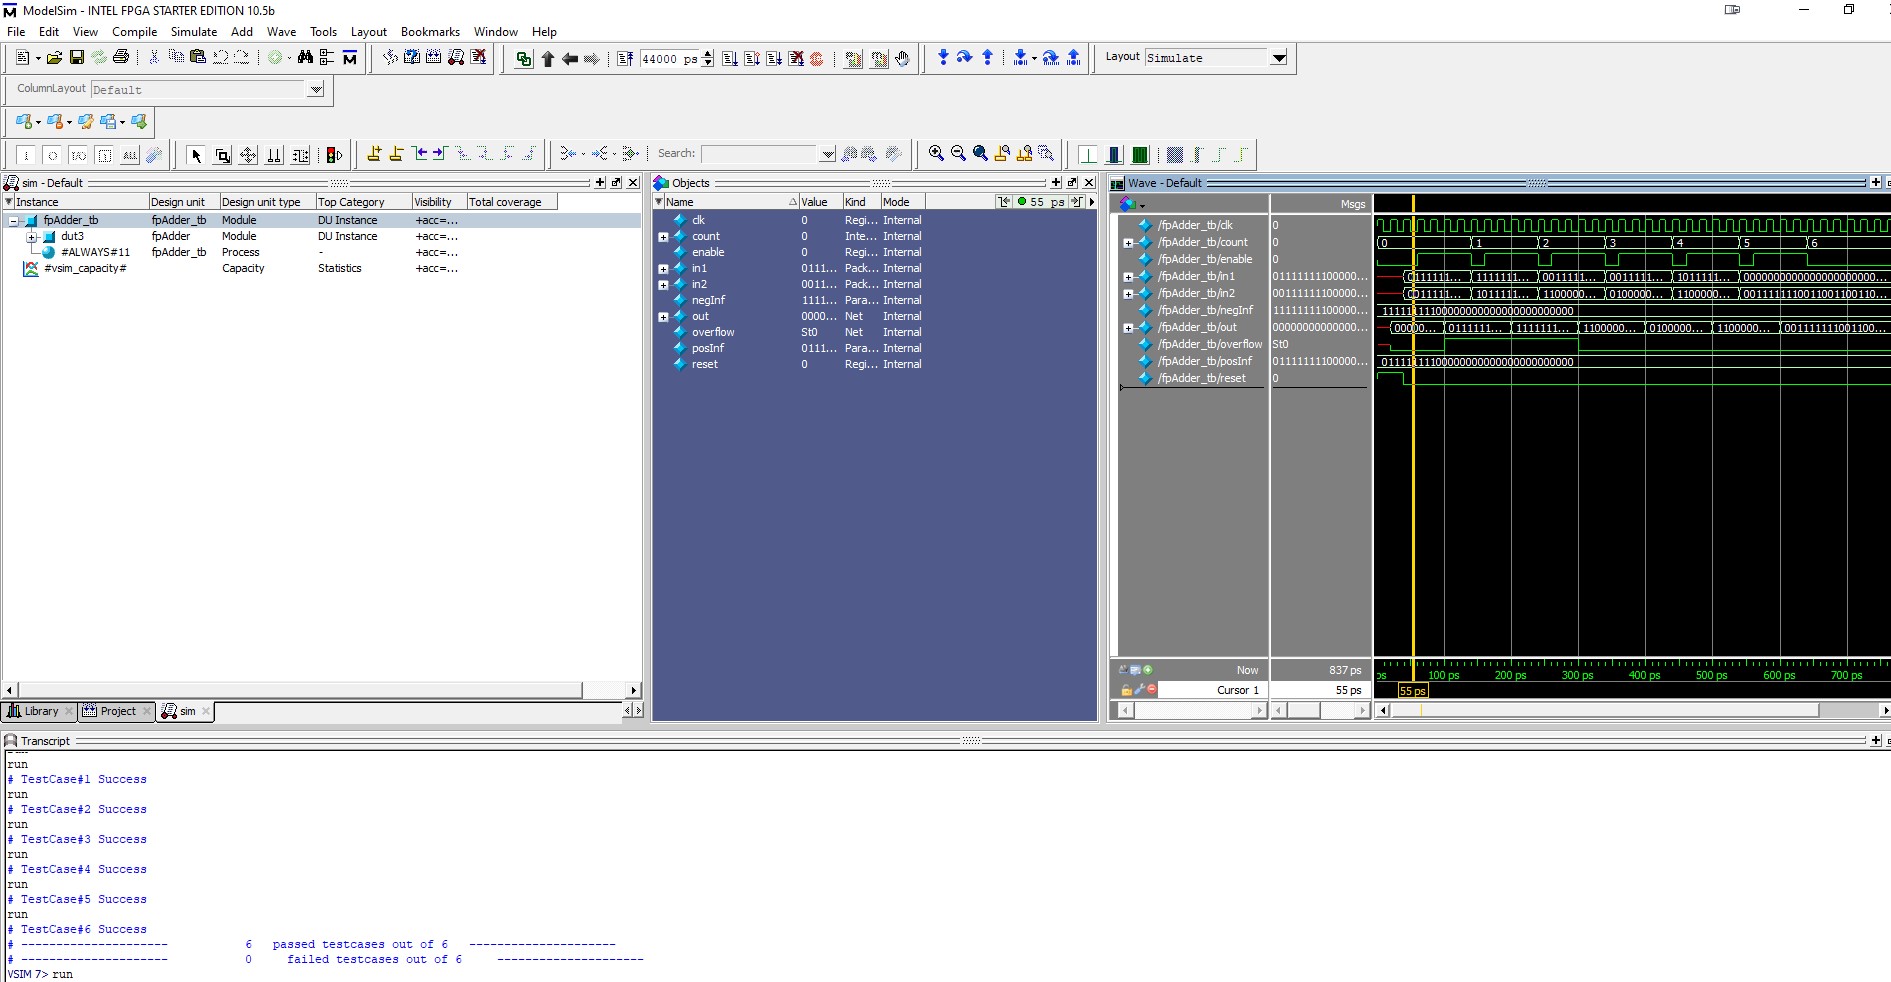 ModelSim - INTEL FPGA STARTER EDITION 10.5b
File Edit View Compile Simulate Add Wave Tools Layout Bookmarks Window Help
44000 ps
Layout Simulate
ColumnLayout Default
Search:
sim - Default
Instance Design unit Design unit type Top Category Visibility Total coverage
fpAdder_tb fpAdder_tb Module DU Instance +acc=...
dut3 fpAdder Module DU Instance +acc=...
#ALWAYS#11 fpAdder_tb Process - +acc=...
#vsim_capacity# Capacity Statistics +acc=...
Library Project sim
Objects
Name Value Kind Mode 55 ps
clk 0 Regi... Internal
count 0 Inte... Internal
enable 0 Regi... Internal
in1 0111... Pack... Internal
in2 0011... Pack... Internal
negInf 1111... Para... Internal
out 0000... Net Internal
overflow St0 Net Internal
posInf 0111... Para... Internal
reset 0 Regi... Internal
Wave - Default
Msgs
/fpAdder_tb/clk 0
/fpAdder_tb/count 0 0 1 2 3 4 5 6
/fpAdder_tb/enable 0
/fpAdder_tb/in1 01111111100000... 0111111... 1111111... 0011111... 0011111... 1011111... 0000000000000000000000...
/fpAdder_tb/in2 00111111100000... 0011111... 1011111... 1100000... 0100000... 1100000... 0011111110011001100110...
/fpAdder_tb/negInf 11111111100000... 11111111100000000000000000000000
/fpAdder_tb/out 00000000000000... 00000... 0111111... 1111111... 1100000... 0100000... 1100000... 001111111001100...
/fpAdder_tb/overflow St0
/fpAdder_tb/posInf 01111111100000... 01111111100000000000000000000000
/fpAdder_tb/reset 0
Now 837 ps
Cursor 1 55 ps
ps 100 ps 200 ps 300 ps 400 ps 500 ps 600 ps 700 ps
55 ps
Transcript
run
# TestCase#1 Success
run
# TestCase#2 Success
run
# TestCase#3 Success
run
# TestCase#4 Success
run
# TestCase#5 Success
run
# TestCase#6 Success
# --------------------- 6 passed testcases out of 6 ---------------------
# --------------------- 0 failed testcases out of 6 ---------------------
VSIM 7> run